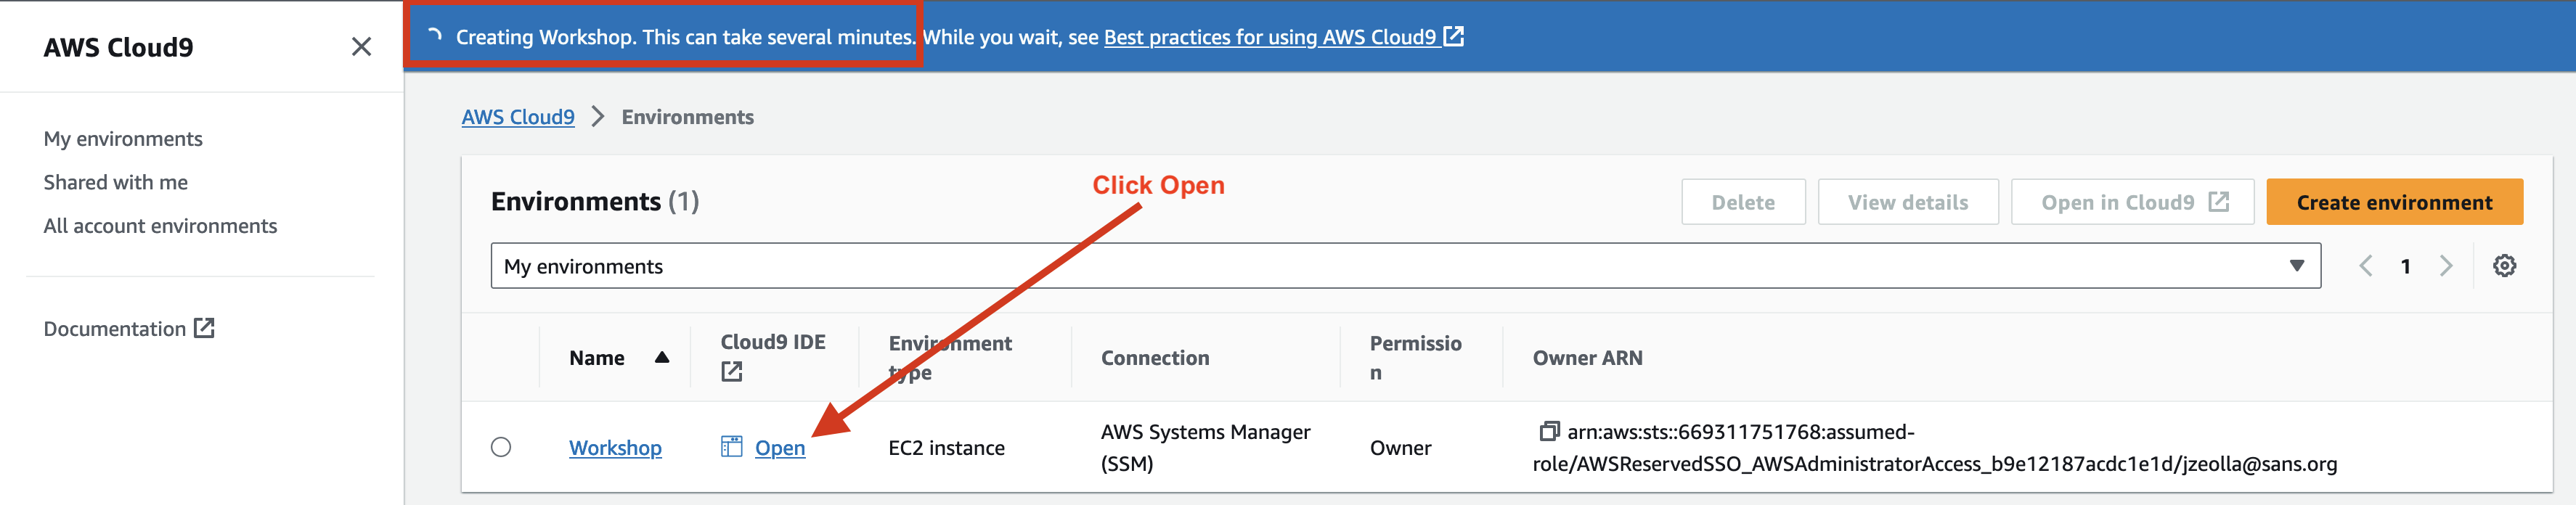 AWS Cloud9
My environments
Shared with me
All account environments
Documentation
Creating Workshop. This can take several minutes. While you wait, see Best practices for using AWS Cloud9
AWS Cloud9 Environments
Click Open
Environments (1)
Delete View details Open in Cloud9 Create environment
My environments
1
Name
Cloud9 IDE
Environment
type
Connection
Permissio
n
Owner ARN
Workshop
Open
EC2 instance
AWS Systems Manager
(SSM)
Owner
arn:aws:sts::669311751768:assumed-
role/AWSReservedSSO_AWSAdministratorAccess_b9e12187acdc1e1d/jzeolla@sans.org